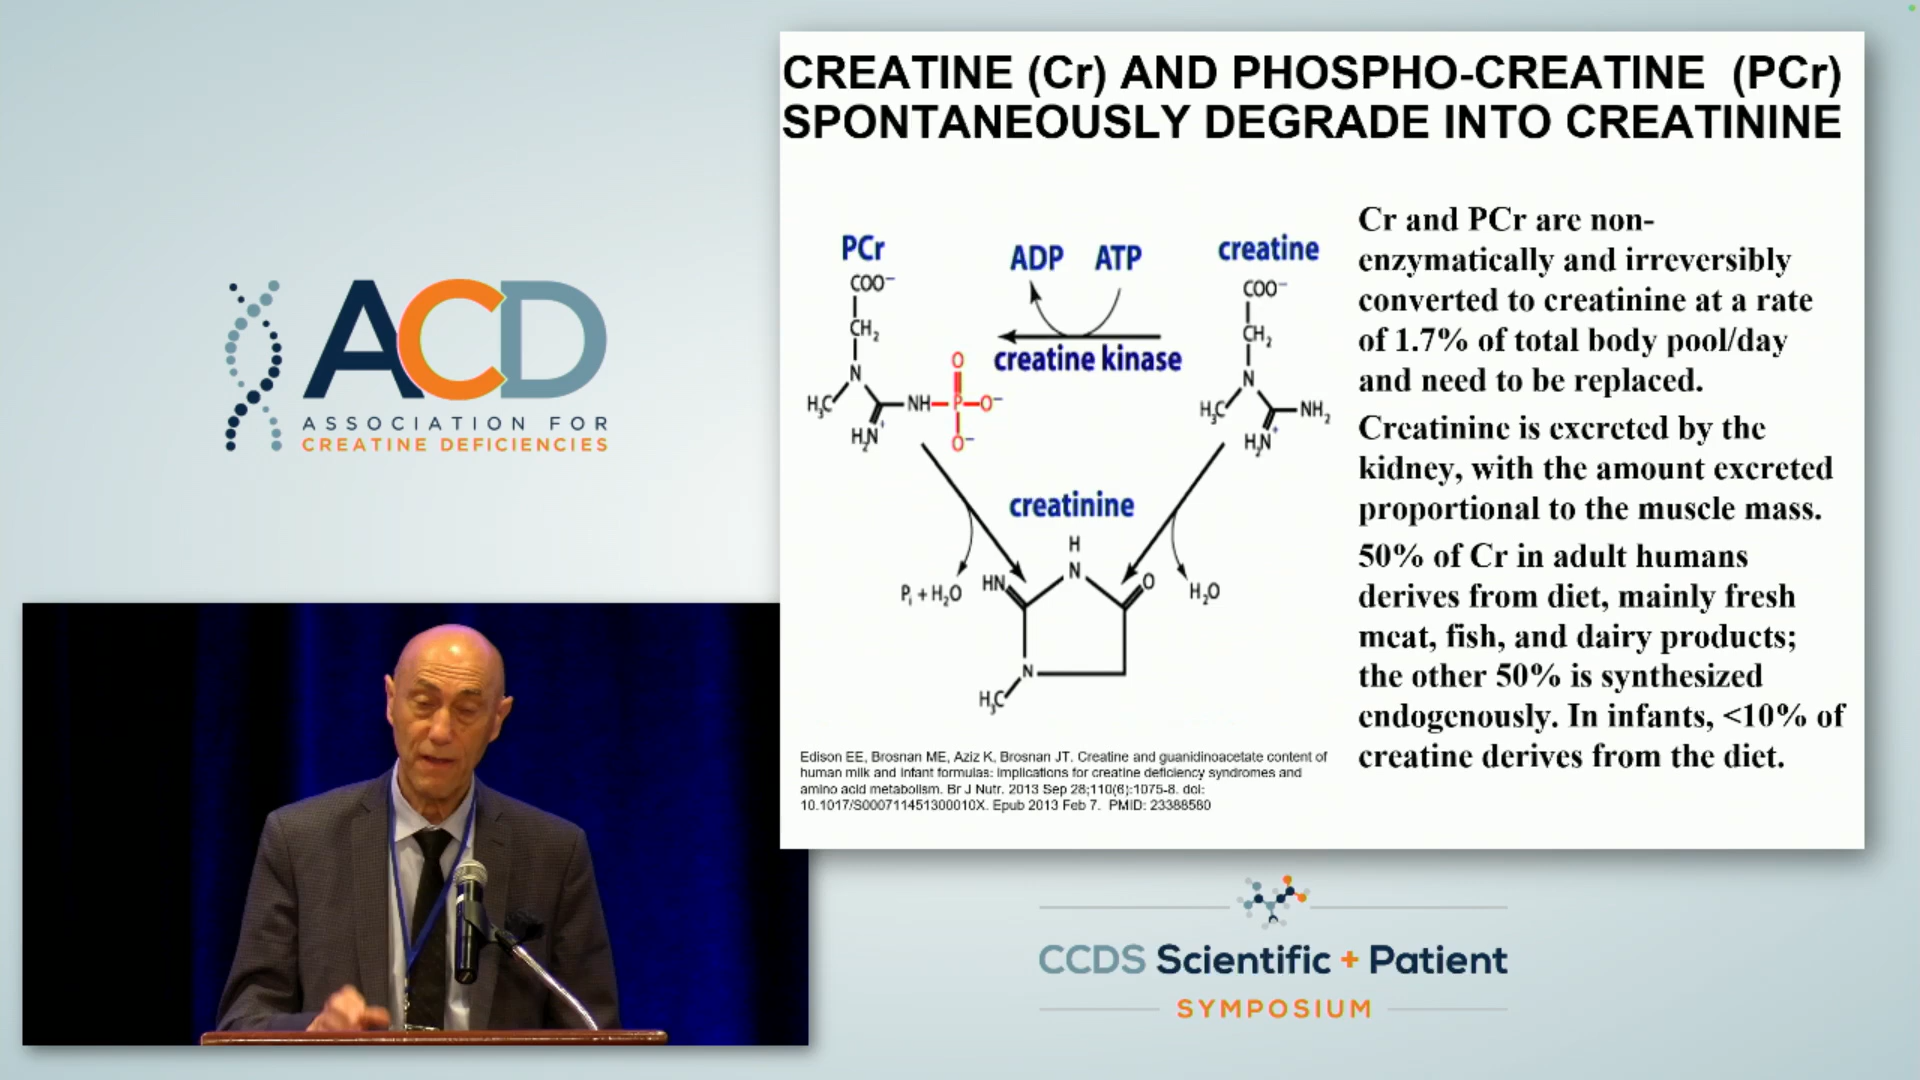 CREATINE (Cr) AND PHOSPHO-CREATINE (PCr)
SPONTANEOUSLY DEGRADE INTO CREATININE
PCr
ADP ATP
creatine
COO⁻
CH₂
N
H₃C
NH
P
O
O⁻
O⁻
H₂N⁺
creatine kinase
COO⁻
CH₂
N
H₃C
NH₂
H₂N⁺
creatinine
H
N
HN
O
Pᵢ + H₂O
H₂O
N
H₃C
Cr and PCr are non-
enzymatically and irreversibly
converted to creatinine at a rate
of 1.7% of total body pool/day
and need to be replaced.
Creatinine is excreted by the
kidney, with the amount excreted
proportional to the muscle mass.
50% of Cr in adult humans
derives from diet, mainly fresh
meat, fish, and dairy products;
the other 50% is synthesized
endogenously. In infants, <10% of
creatine derives from the diet.
Edison EE, Brosnan ME, Aziz K, Brosnan JT. Creatine and guanidinoacetate content of
human milk and infant formulas: implications for creatine deficiency syndromes and
amino acid metabolism. Br J Nutr. 2013 Sep 28;110(6):1075-8. doi:
10.1017/S000711451300010X. Epub 2013 Feb 7. PMID: 23388580
ACD
ASSOCIATION FOR
CREATINE DEFICIENCIES
CCDS Scientific + Patient
SYMPOSIUM